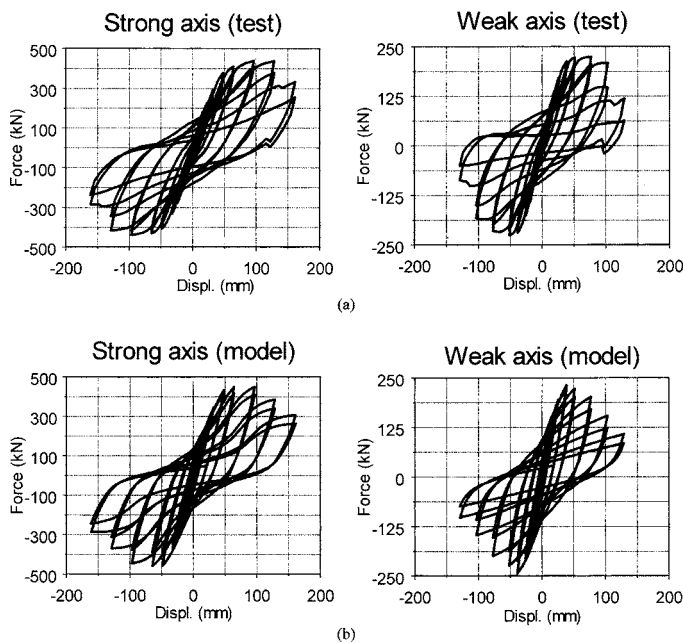 Strong axis (test)
Weak axis (test)
500
300
100
-100
-300
-500
Force (kN)
-200 -100 0 100 200
Displ. (mm)
250
125
0
-125
-250
Force (kN)
-200 -100 0 100 200
Displ. (mm)
(a)
Strong axis (model)
Weak axis (model)
500
300
100
-100
-300
-500
Force (kN)
-200 -100 0 100 200
Displ. (mm)
250
125
0
-125
-250
Force (kN)
-200 -100 0 100 200
Displ. (mm)
(b)